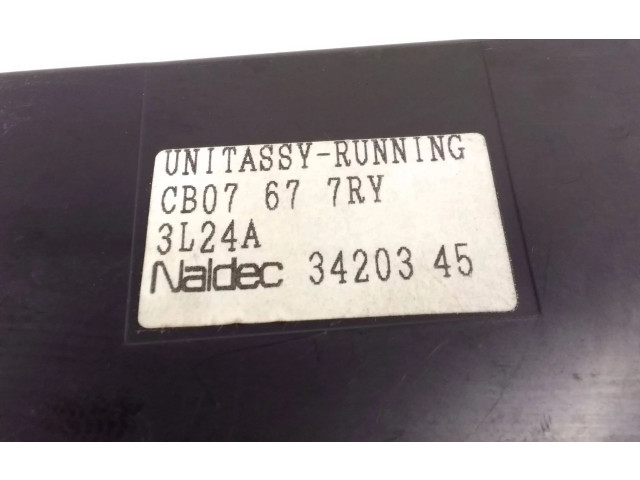 UNITASSY-RUNNING
CB07 67 7RY
3L24A
Naldec 34203 45